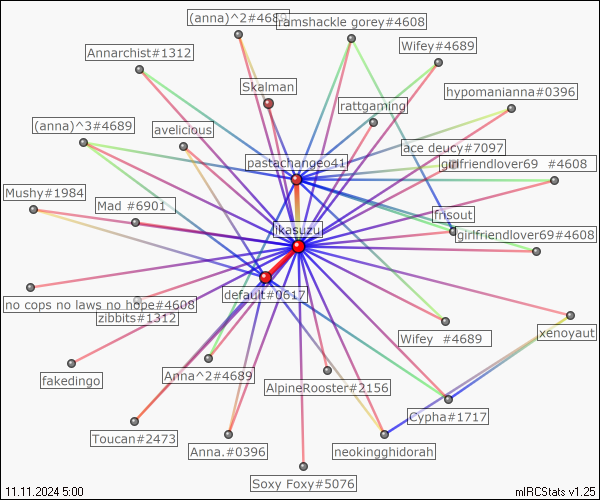 (anna)^2#4689
ramshackle gorey#4608
Annarchist#1312
Wifey#4689
Skalman
hypomanianna#0396
rattgaming
(anna)^3#4689
avelicious
ace deucy#7097
pastachangeo41
girlfriendlover69 #4608
Mushy#1984
Mad #6901
frisout
likasuzu
girlfriendlover69#4608
default#0617
no cops no laws no hope#4608
zibbits#1312
Wifey #4689
xenoyaut
fakedingo
Anna^2#4689
AlpineRooster#2156
Cypha#1717
Toucan#2473
Anna.#0396
neokingghidorah
Soxy Foxy#5076
11.11.2024 5:00
mIRCStats v1.25